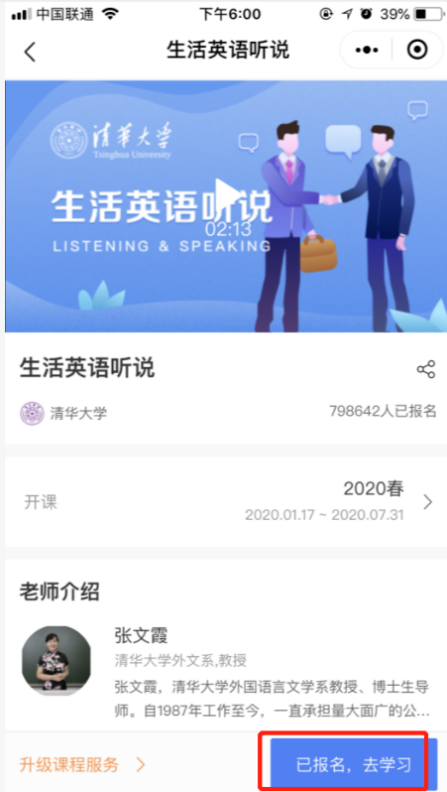 中国联通 下午6:00 39%
生活英语听说
清华大学
Tsinghua University
生活英语听说
02:13
LISTENING & SPEAKING
生活英语听说
清华大学 798642人已报名
开课 2020春
2020.01.17 ~ 2020.07.31
老师介绍
张文霞
清华大学外文系,教授
张文霞，清华大学外国语言文学系教授、博士生导
师。自1987年工作至今，一直承担量大面广的公...
升级课程服务 已报名，去学习